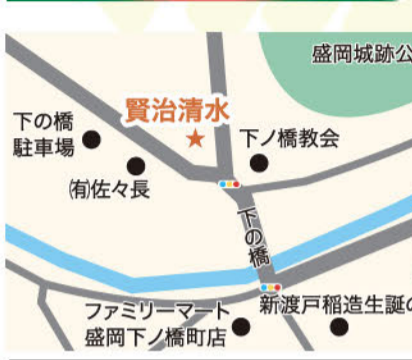 盛岡城跡公
賢治清水
下の橋
駐車場
下ノ橋教会
㈲佐々長
下の橋
ファミリーマート
盛岡下ノ橋町店
新渡戸稲造生誕の